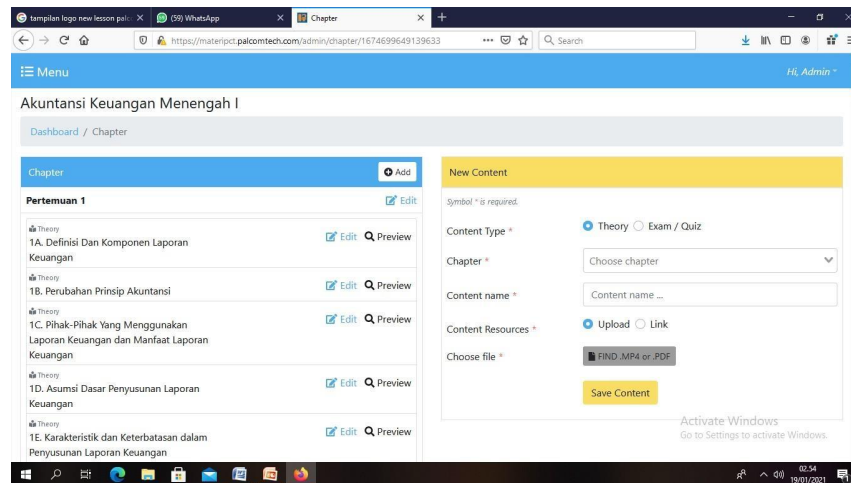 tampilan logo new lesson palc
(59) WhatsApp
Chapter
https://materipct.palcomtech.com/admin/chapter/1674699649139633
Search
Menu
Hi, Admin
Akuntansi Keuangan Menengah I
Dashboard / Chapter
Chapter
Add
Pertemuan 1
Edit
Theory
1A. Definisi Dan Komponen Laporan
Keuangan
Edit Preview
Theory
1B. Perubahan Prinsip Akuntansi
Edit Preview
Theory
1C. Pihak-Pihak Yang Menggunakan
Laporan Keuangan dan Manfaat Laporan
Keuangan
Edit Preview
Theory
1D. Asumsi Dasar Penyusunan Laporan
Keuangan
Edit Preview
Theory
1E. Karakteristik dan Keterbatasan dalam
Penyusunan Laporan Keuangan
Edit Preview
New Content
Symbol * is required.
Content Type *
Theory Exam / Quiz
Chapter *
Choose chapter
Content name *
Content name ...
Content Resources *
Upload Link
Choose file *
FIND .MP4 or .PDF
Save Content
Activate Windows
Go to Settings to activate Windows.
02.54
19/01/2021